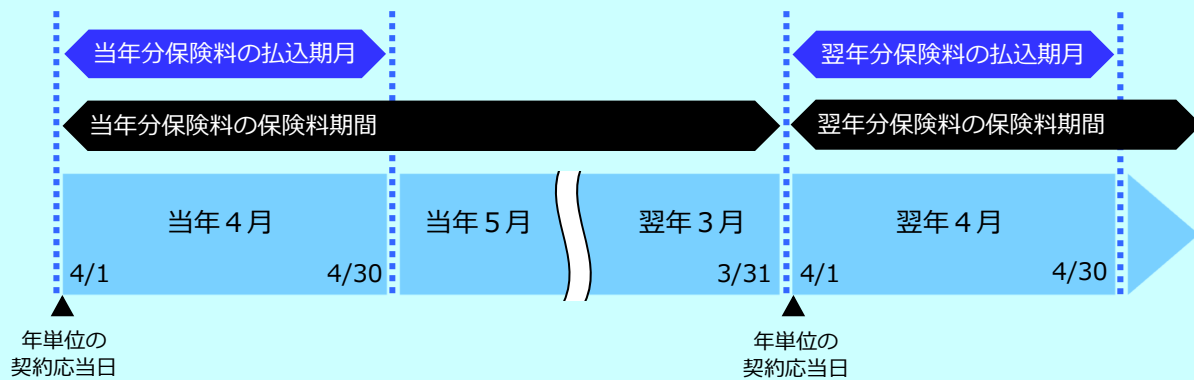 当年分保険料の払込期月
翌年分保険料の払込期月
当年分保険料の保険料期間
翌年分保険料の保険料期間
当年４月
当年５月
翌年３月
翌年４月
4/1
4/30
3/31
4/1
4/30
年単位の
契約応当日
年単位の
契約応当日